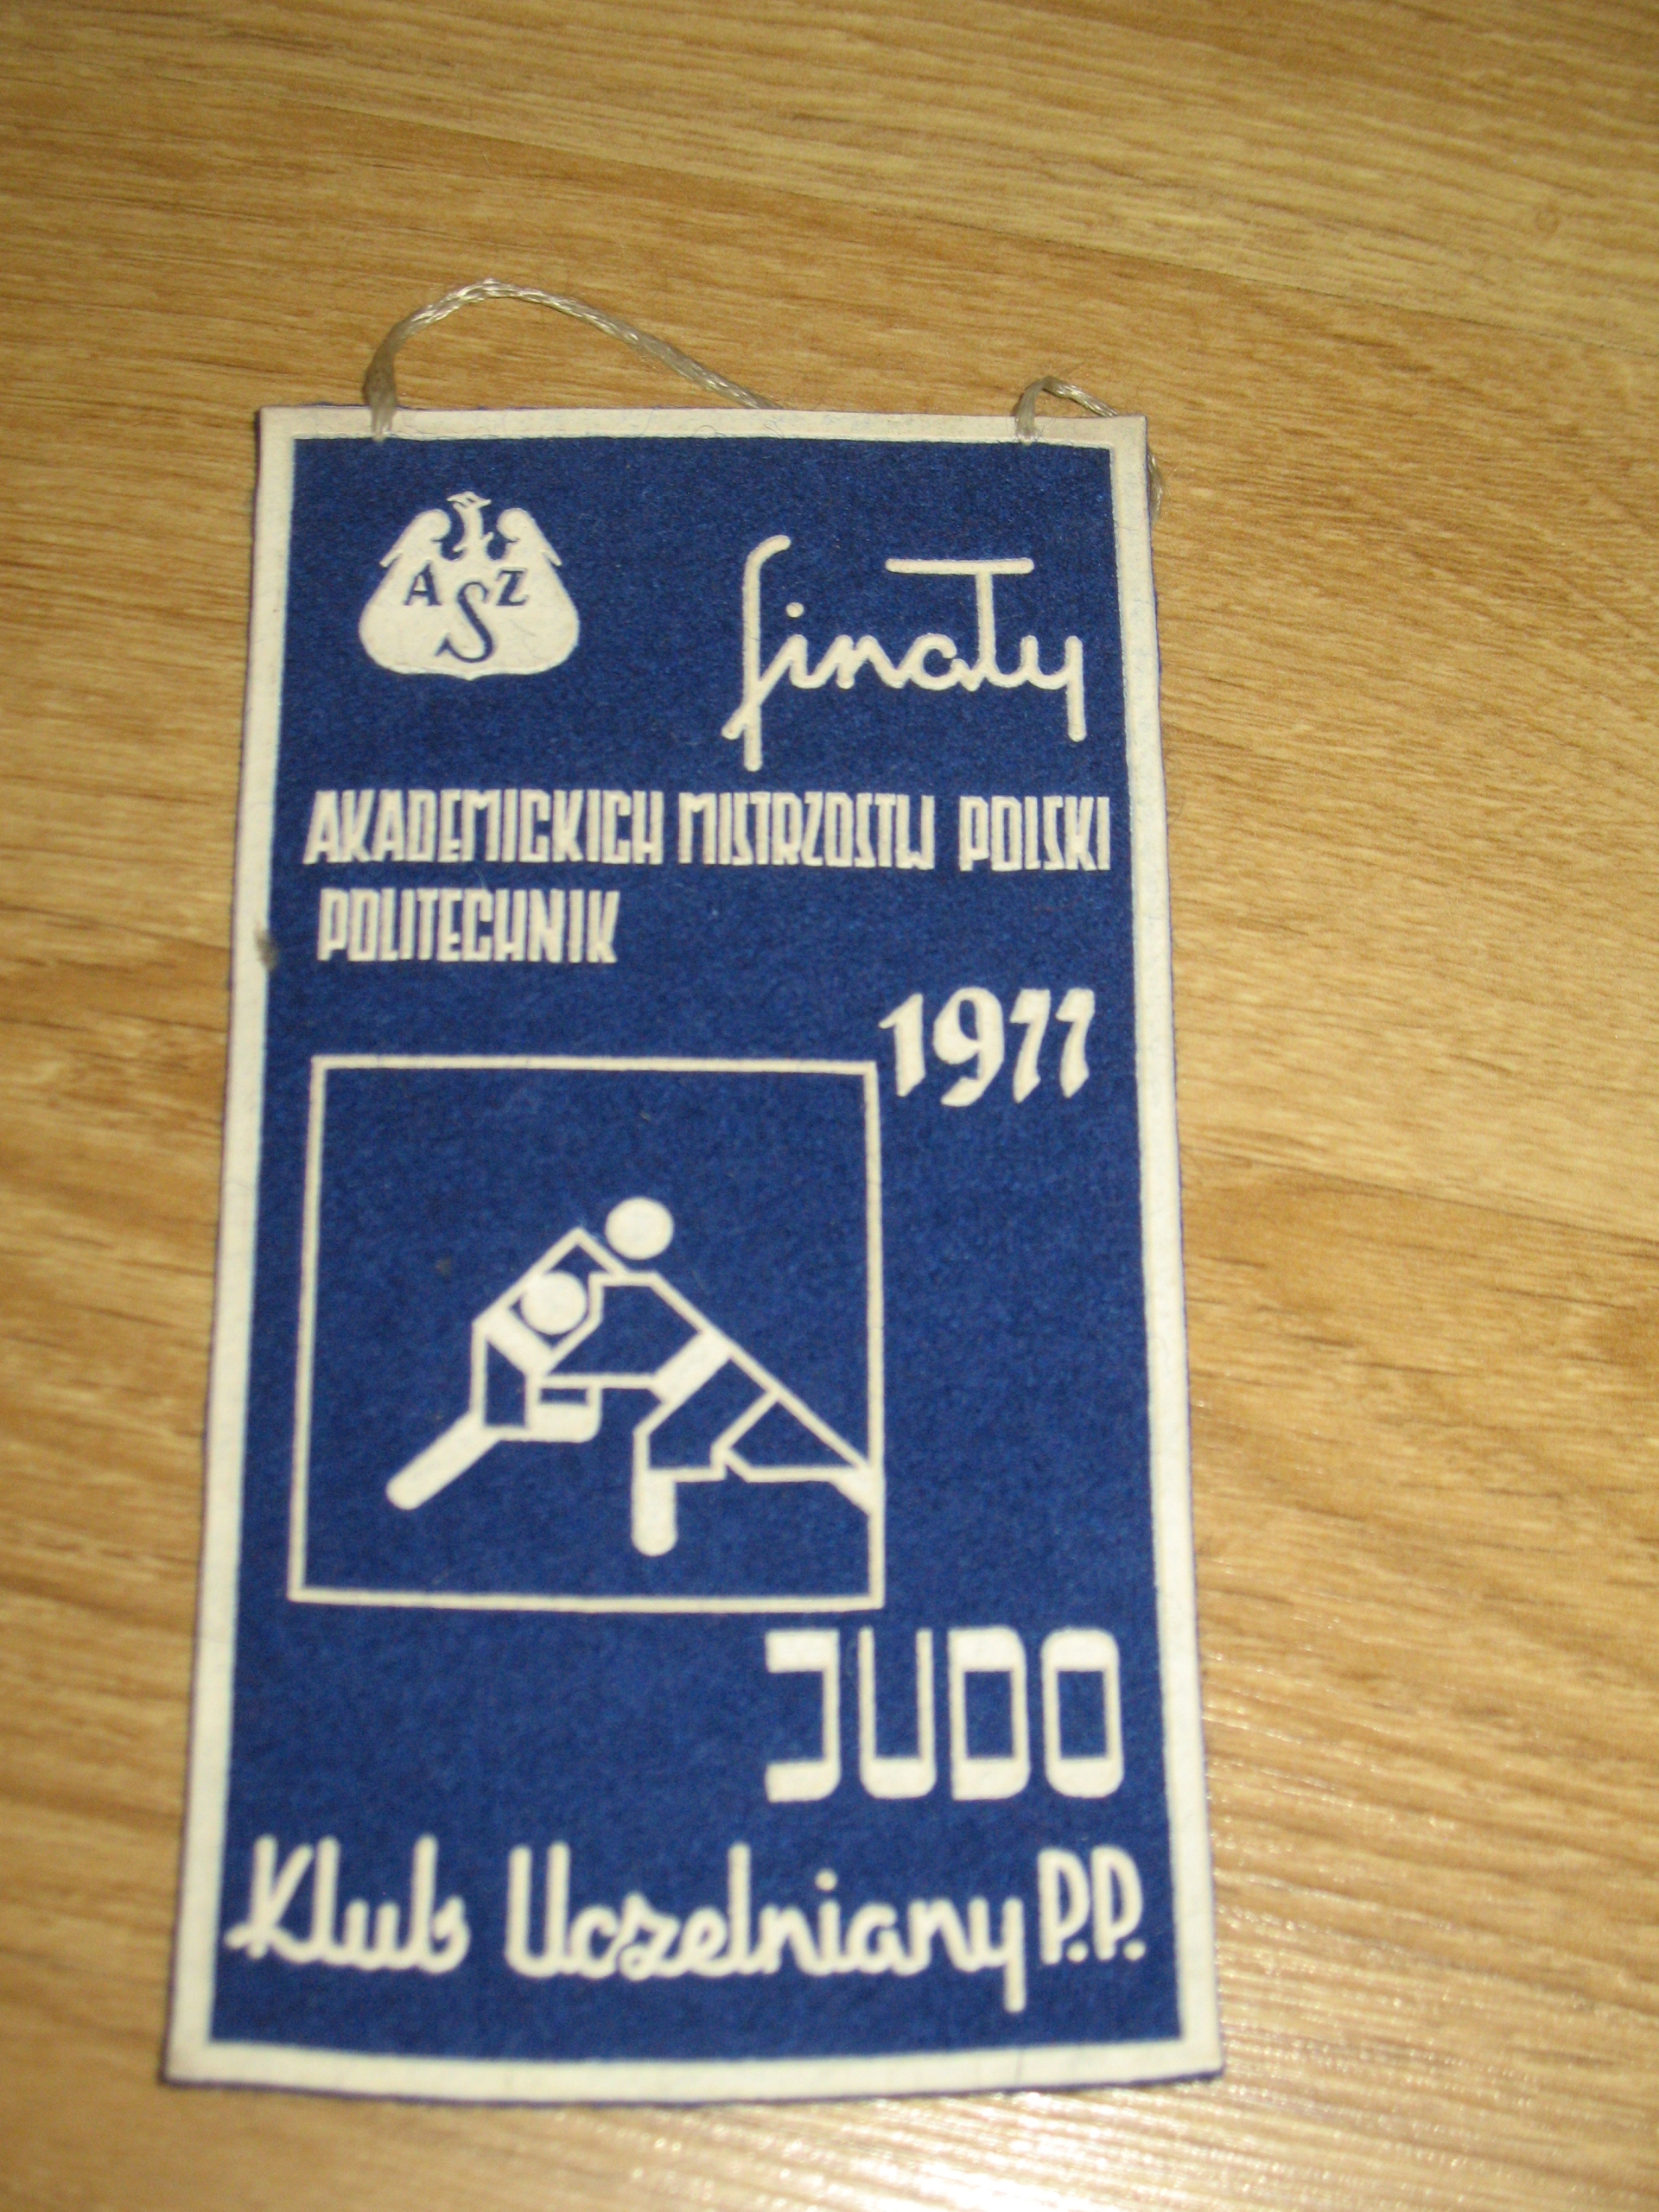 AZS
finały
AKADEMICKICH MISTRZOSTW POLSKI
POLITECHNIK
1977
JUDO
Klub Uczelniany P.P.